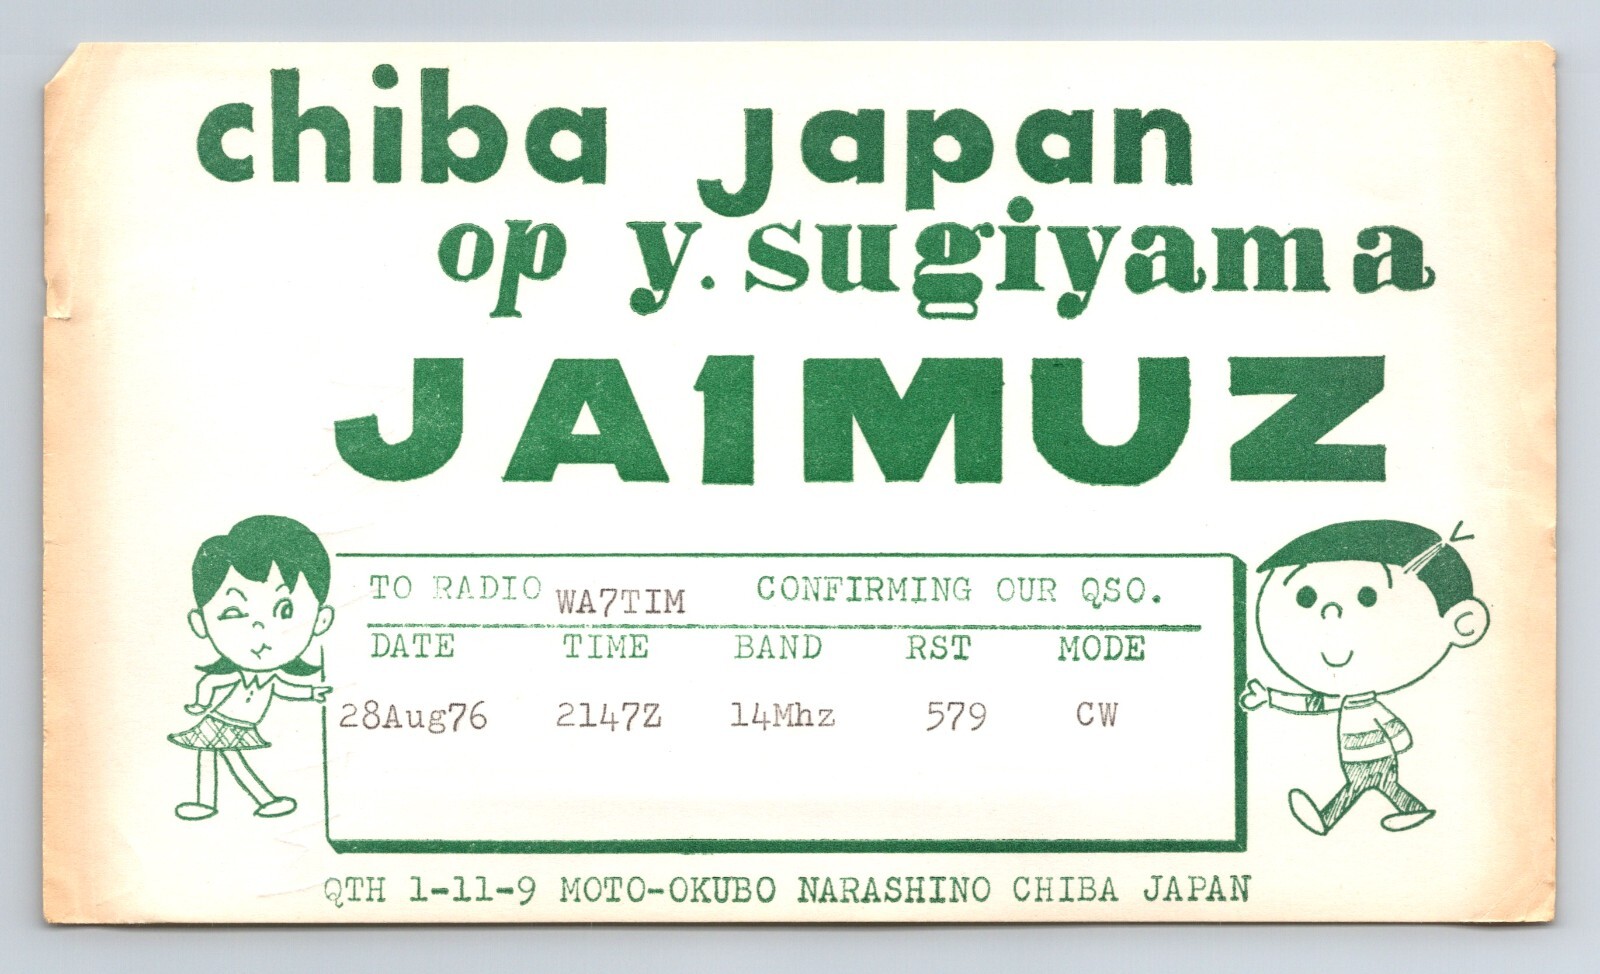 chiba japan
op y. sugiyama
JA1MUZ
TO RADIO WA7TIM CONFIRMING OUR QSO.
DATE TIME BAND RST MODE
28Aug76 2147Z 14Mhz 579 CW
QTH 1-11-9 MOTO-OKUBO NARASHINO CHIBA JAPAN